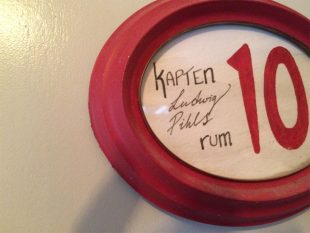 KAPTEN
Ludwig
Pihls
rum
10